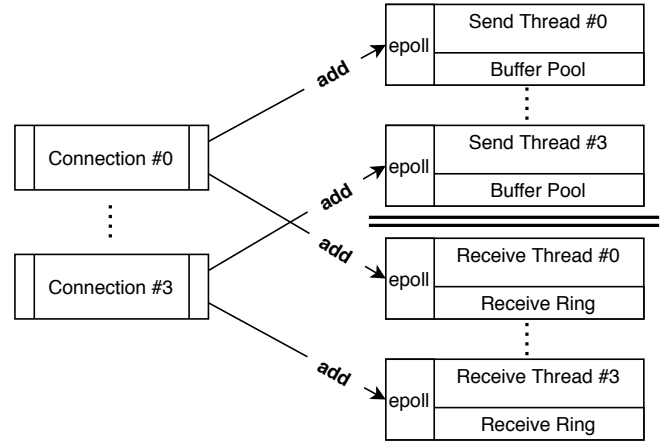 Send Thread #0
epoll
Buffer Pool
add
Connection #0
Send Thread #3
epoll
Buffer Pool
add
add
Receive Thread #0
epoll
Receive Ring
Connection #3
add
Receive Thread #3
epoll
Receive Ring